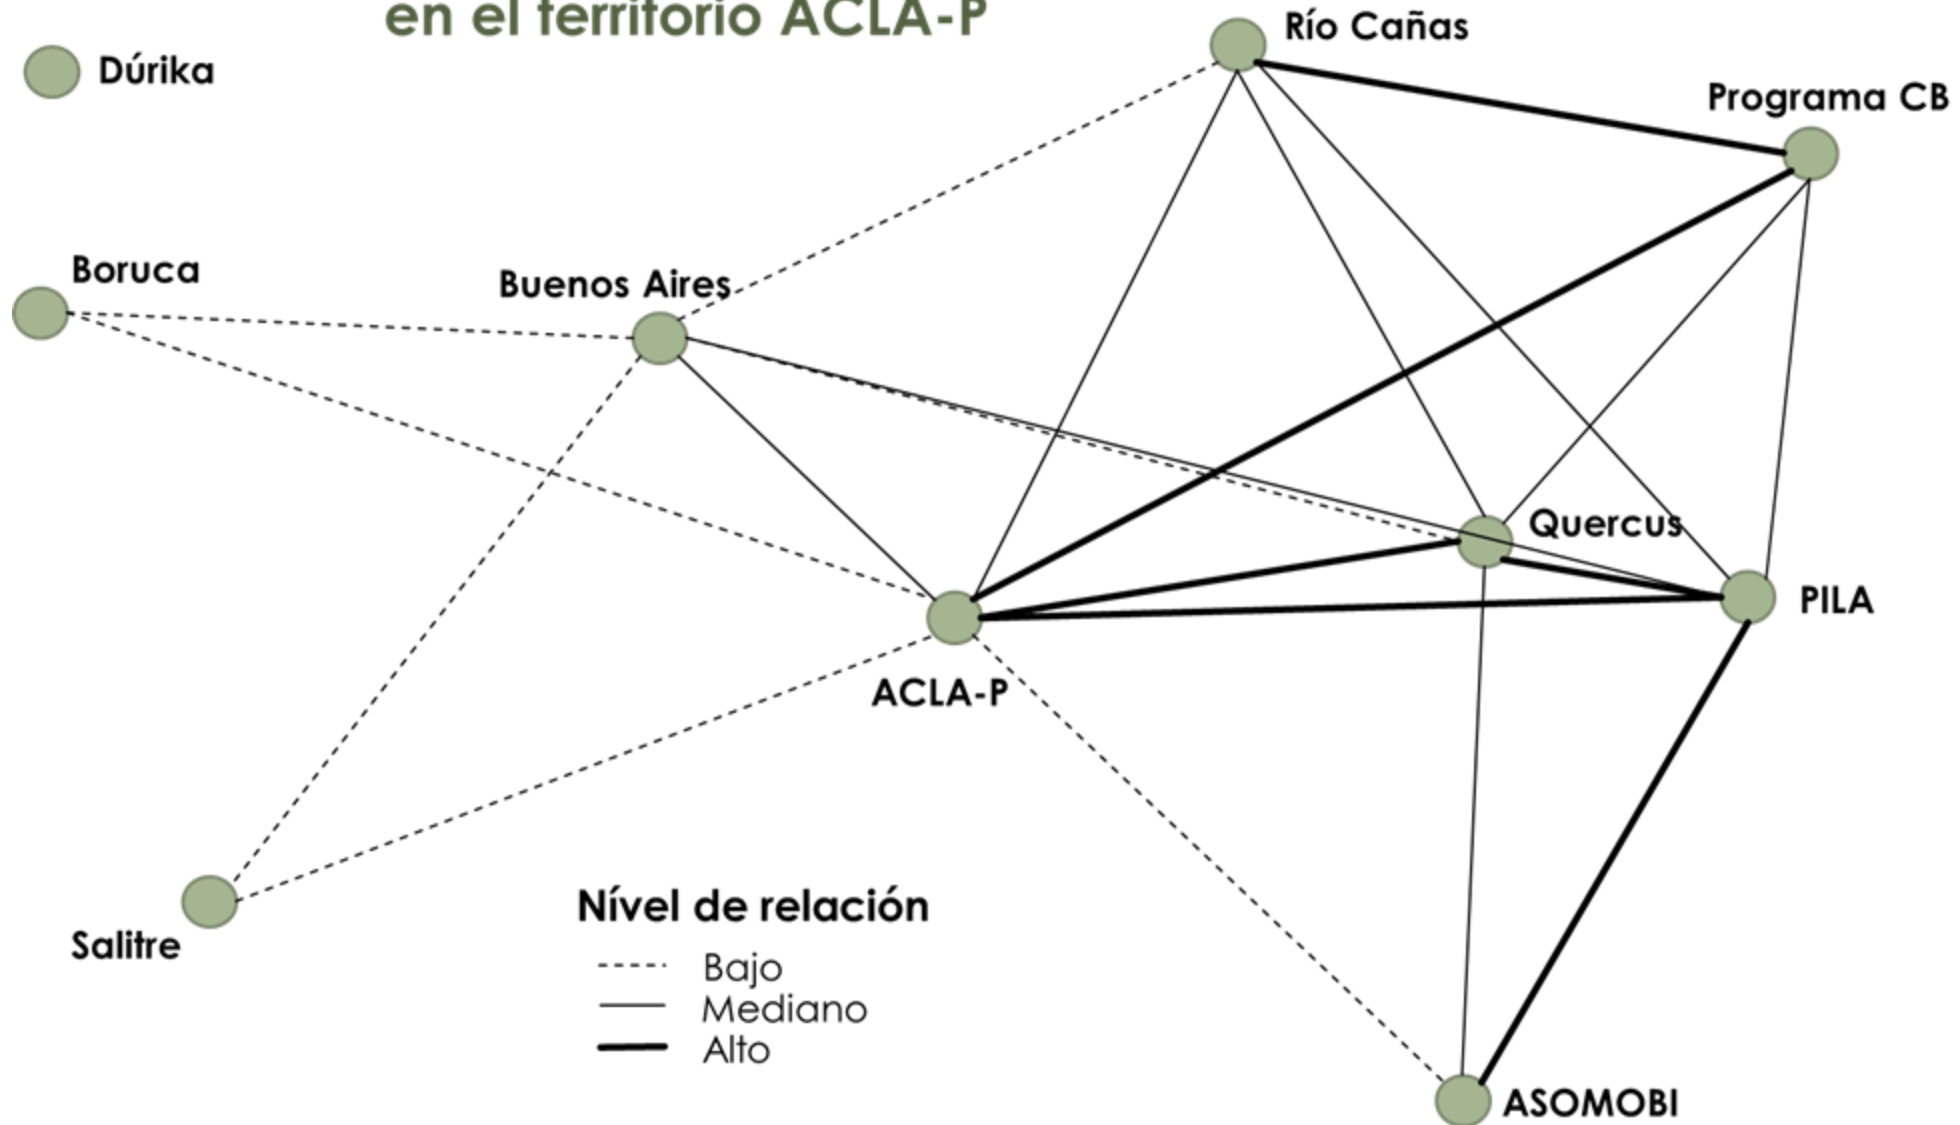 en el territorio ACLA-P
Río Cañas
Dúrika
Programa CB
Boruca
Buenos Aires
Quercus
PILA
ACLA-P
Nível de relación
Salitre
Bajo
Mediano
Alto
ASOMOBI